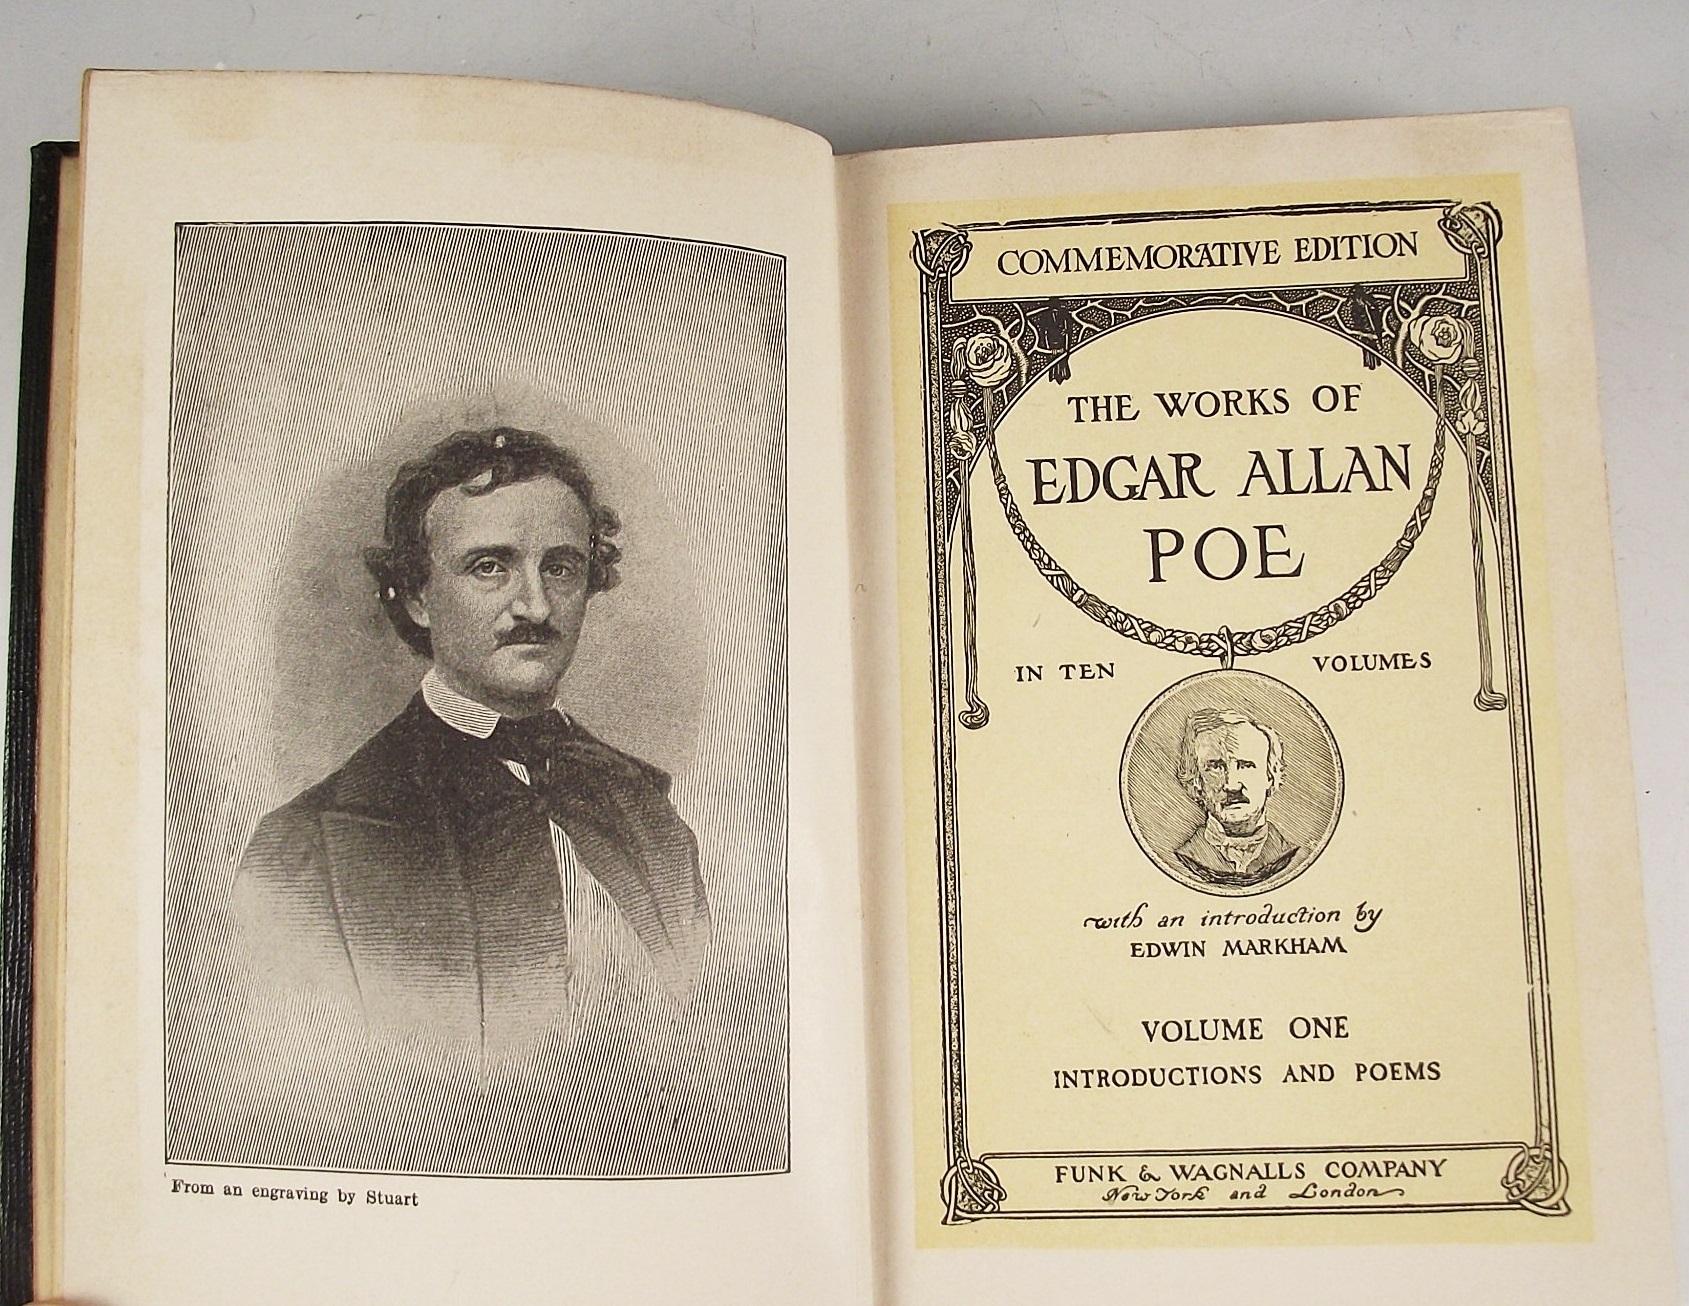 From an engraving by Stuart
COMMEMORATIVE EDITION
THE WORKS OF
EDGAR ALLAN
POE
IN TEN VOLUMES
with an introduction by
EDWIN MARKHAM
VOLUME ONE
INTRODUCTIONS AND POEMS
FUNK & WAGNALLS COMPANY
New York and London